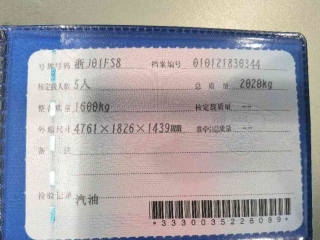 号牌号码 浙J01FS8 档案编号 010121830344
核定载人数 5人 总质量 2020kg
整备质量 1600kg 核定载质量 --
外廓尺寸 4761×1826×1439mm 准牵引总质量 --
备注
检验记录 汽油
*3330035226089*